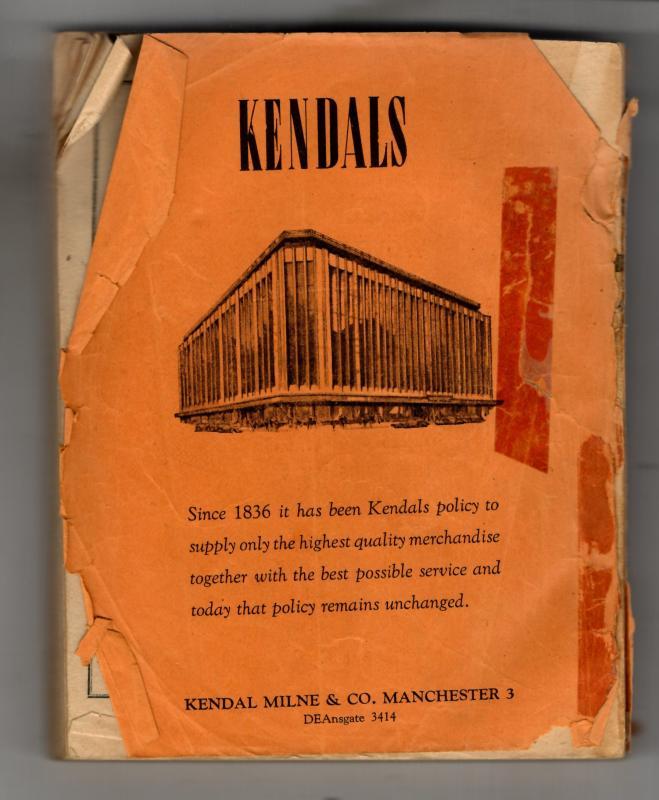 KENDALS
Since 1836 it has been Kendals policy to
supply only the highest quality merchandise
together with the best possible service and
today that policy remains unchanged.
KENDAL MILNE & CO. MANCHESTER 3
DEAnsgate 3414